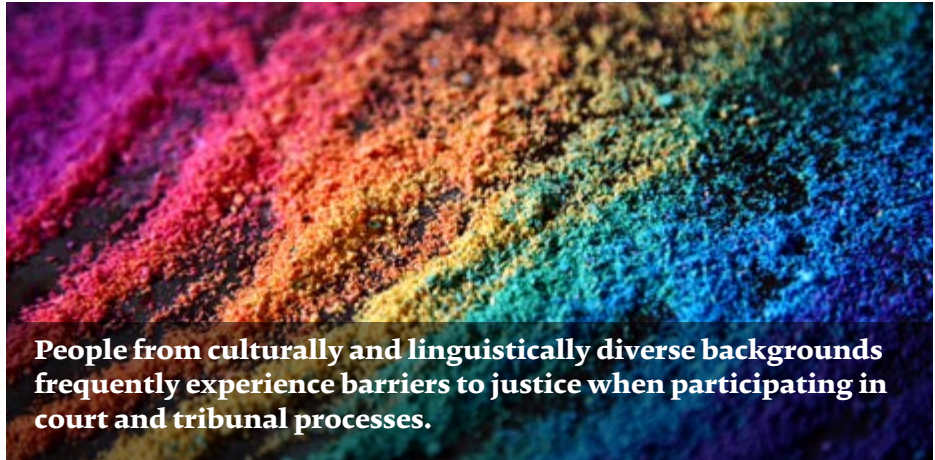 People from culturally and linguistically diverse backgrounds
frequently experience barriers to justice when participating in
court and tribunal processes.